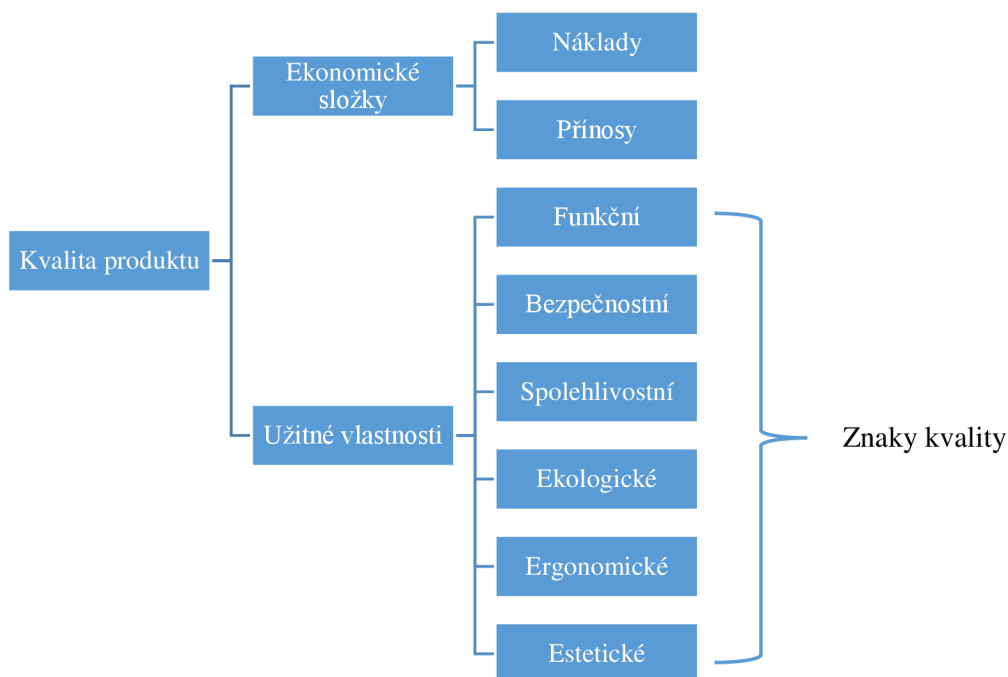 Kvalita produktu
Ekonomické
složky
Náklady
Přínosy
Užitné vlastnosti
Funkční
Bezpečnostní
Spolehlivostní
Ekologické
Ergonomické
Estetické
Znaky kvality